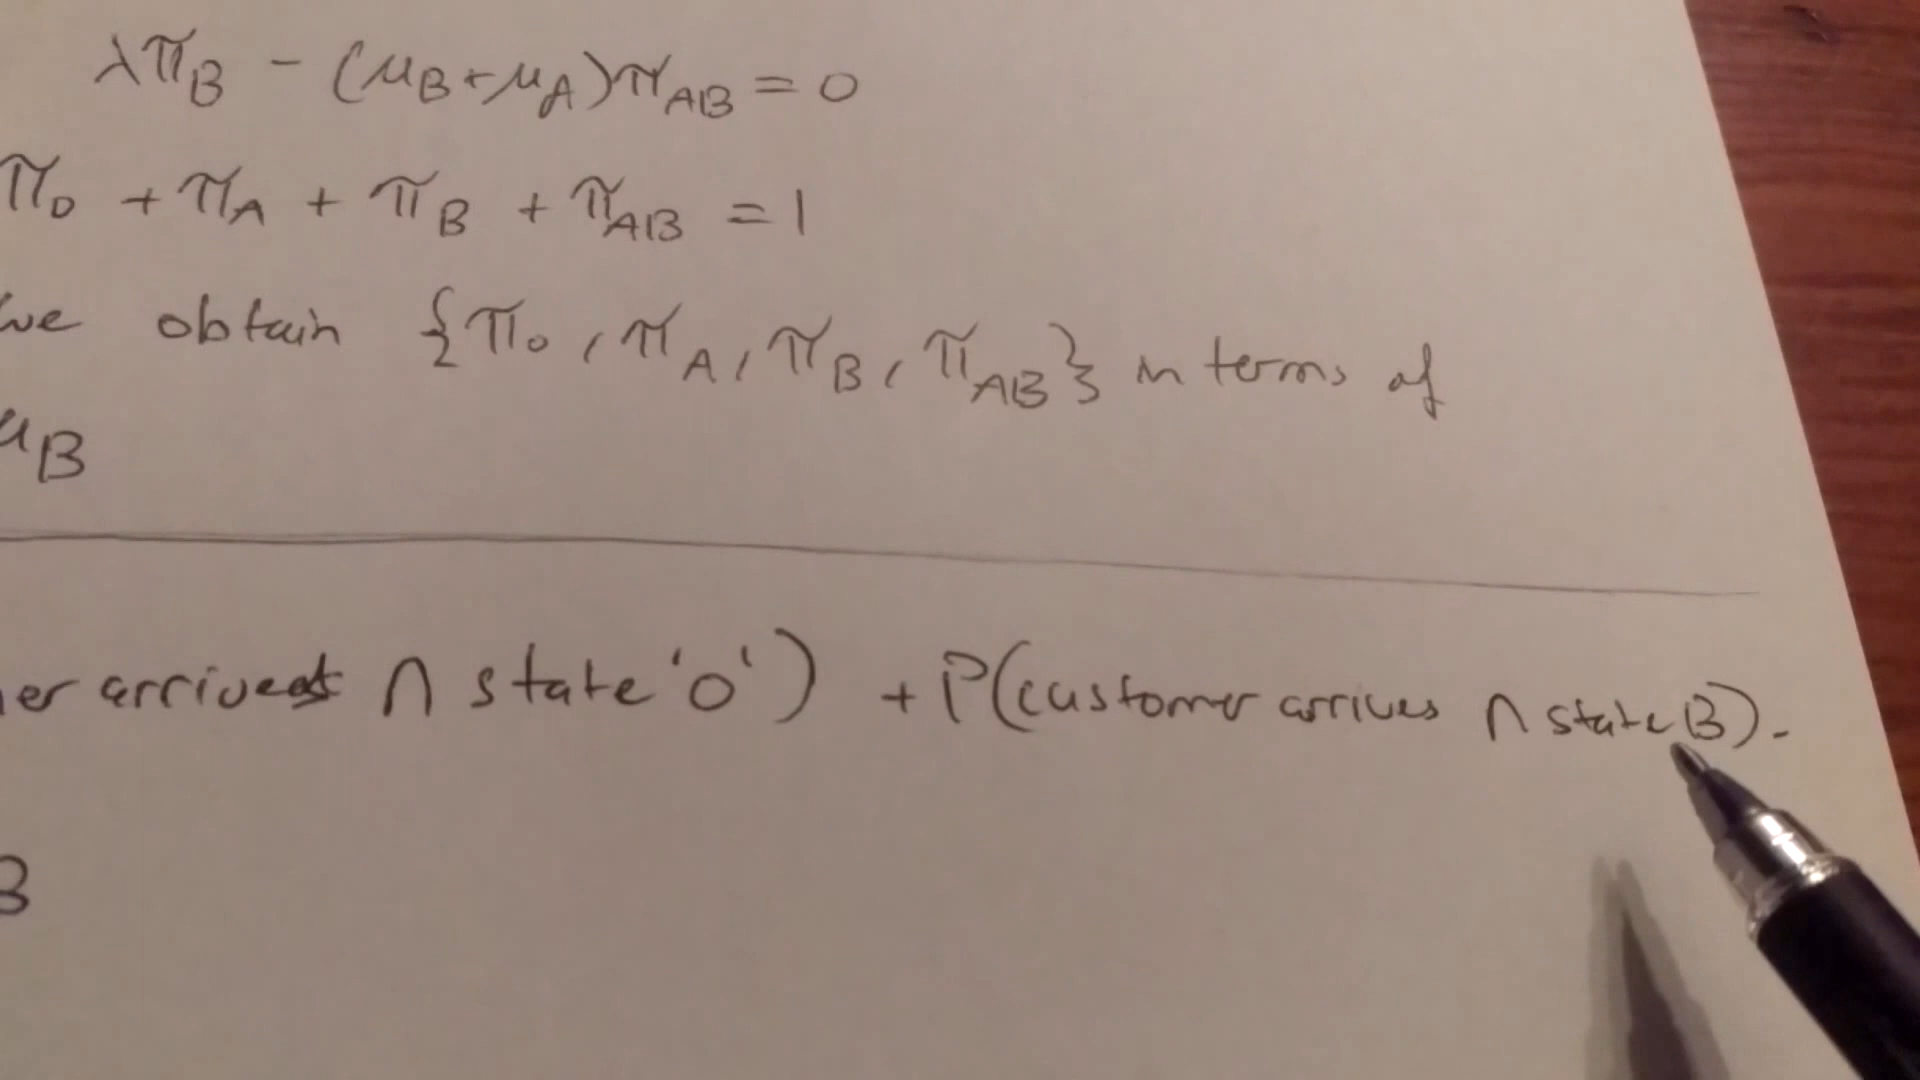 λπB - (μB+μA)πAB = 0
π0 + πA + πB + πAB = 1
we obtain {π0, πA, πB, πAB} in terms of
μB
er arrives ∩ state '0') + P(customer arrives ∩ state B).
B